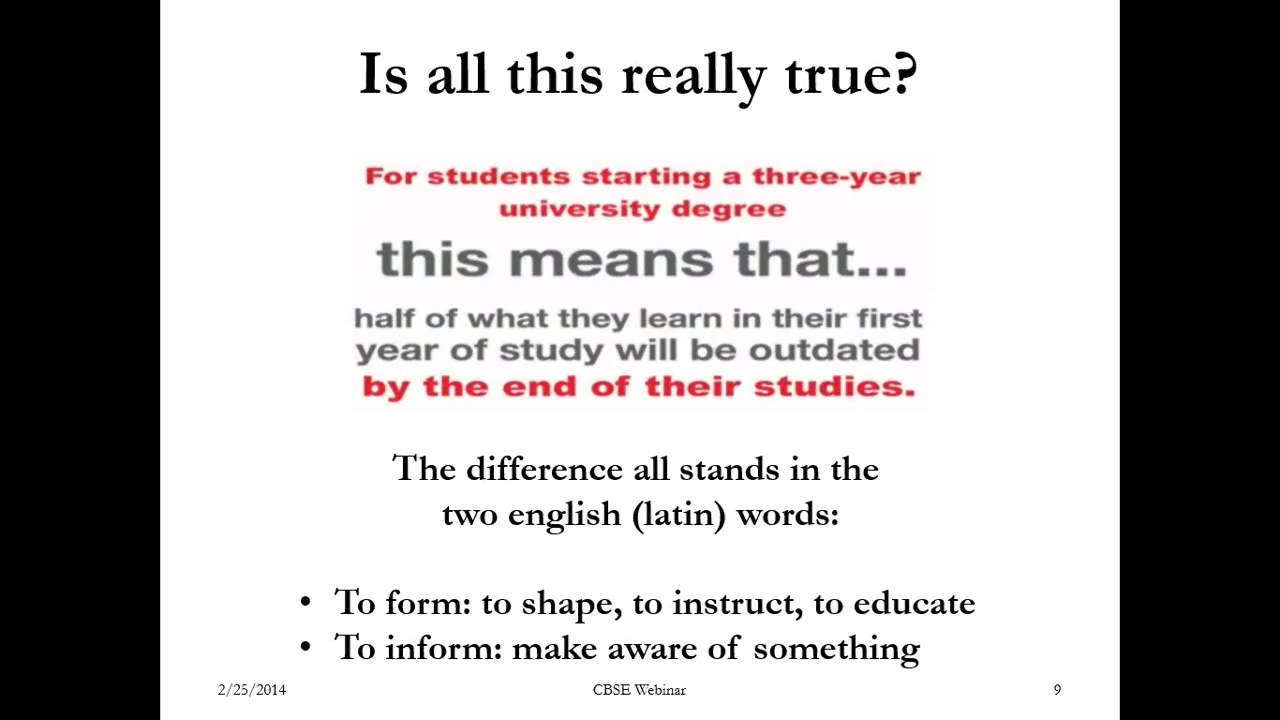 Is all this really true?
For students starting a three-year
university degree
this means that...
half of what they learn in their first
year of study will be outdated
by the end of their studies.
The difference all stands in the
two english (latin) words:
• To form: to shape, to instruct, to educate
• To inform: make aware of something
2/25/2014 CBSE Webinar 9